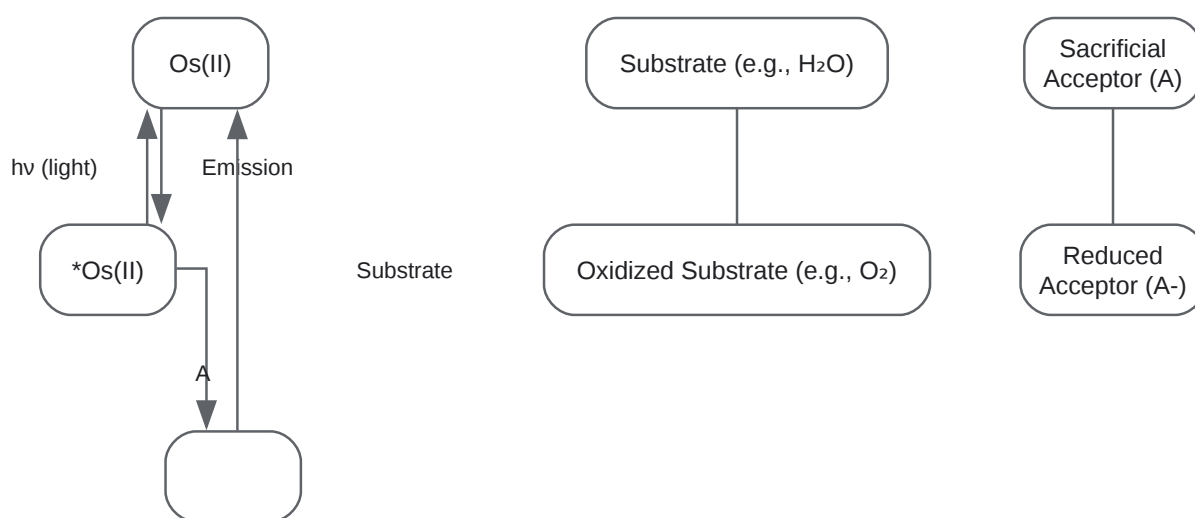 Os(II)
Substrate (e.g., H₂O)
Sacrificial
Acceptor (A)
hν (light)
Emission
*Os(II)
Substrate
Oxidized Substrate (e.g., O₂)
Reduced
Acceptor (A-)
A